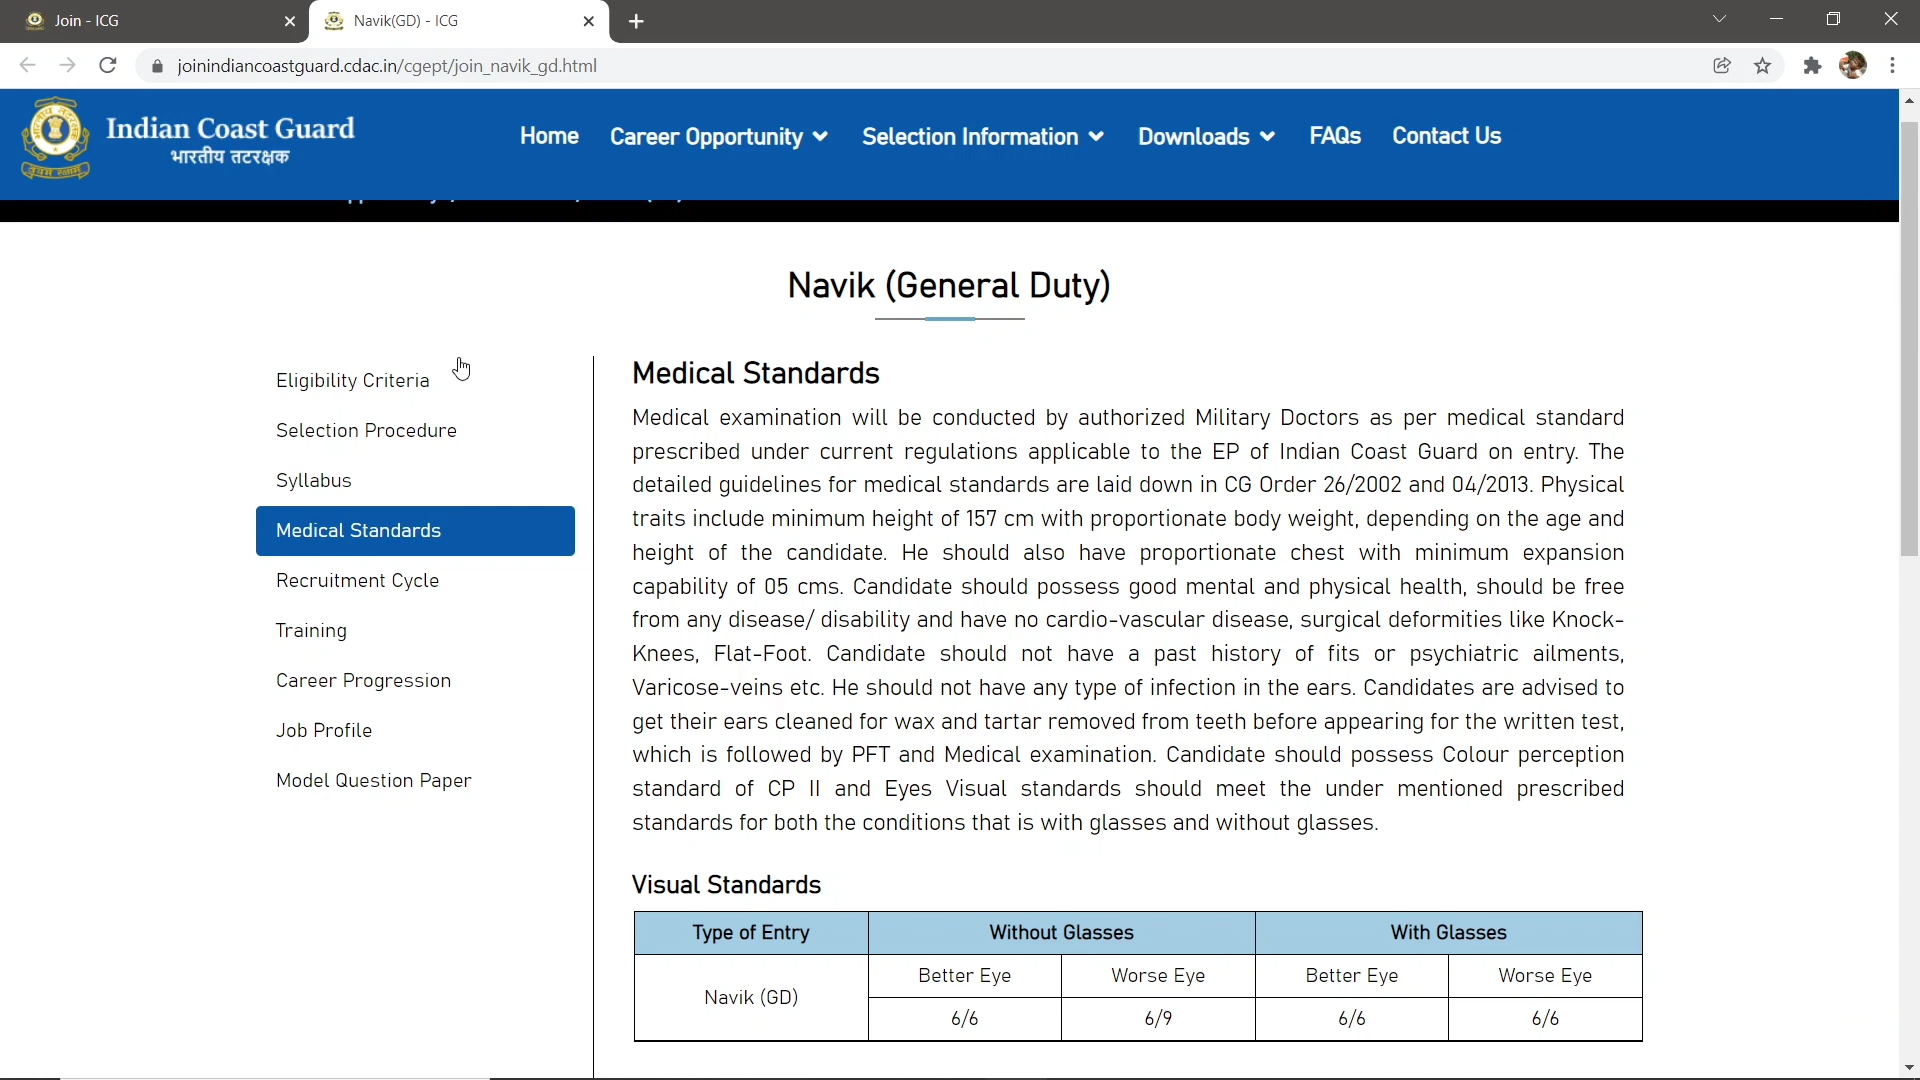 Join - ICG
Navik(GD) - ICG
joinindiancoastguard.cdac.in/cgept/join_navik_gd.html
Indian Coast Guard
भारतीय तटरक्षक
Home
Career Opportunity
Selection Information
Downloads
FAQs
Contact Us
Navik (General Duty)
Eligibility Criteria
Selection Procedure
Syllabus
Medical Standards
Recruitment Cycle
Training
Career Progression
Job Profile
Model Question Paper
Medical Standards
Medical examination will be conducted by authorized Military Doctors as per medical standard
prescribed under current regulations applicable to the EP of Indian Coast Guard on entry. The
detailed guidelines for medical standards are laid down in CG Order 26/2002 and 04/2013. Physical
traits include minimum height of 157 cm with proportionate body weight, depending on the age and
height of the candidate. He should also have proportionate chest with minimum expansion
capability of 05 cms. Candidate should possess good mental and physical health, should be free
from any disease/ disability and have no cardio-vascular disease, surgical deformities like Knock-
Knees, Flat-Foot. Candidate should not have a past history of fits or psychiatric ailments,
Varicose-veins etc. He should not have any type of infection in the ears. Candidates are advised to
get their ears cleaned for wax and tartar removed from teeth before appearing for the written test,
which is followed by PFT and Medical examination. Candidate should possess Colour perception
standard of CP II and Eyes Visual standards should meet the under mentioned prescribed
standards for both the conditions that is with glasses and without glasses.
Visual Standards
Type of Entry Without Glasses With Glasses
Better Eye Worse Eye Better Eye Worse Eye
Navik (GD)
6/6 6/9 6/6 6/6